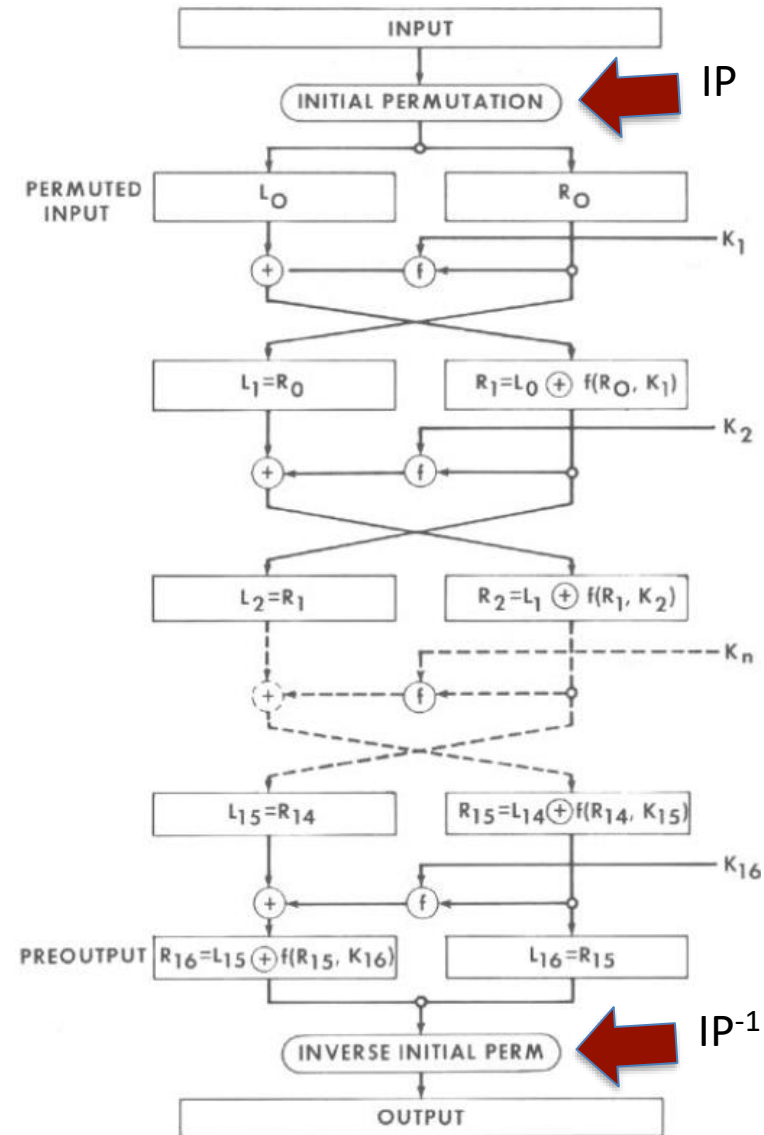 INPUT
IP
INITIAL PERMUTATION
PERMUTED
INPUT
L₀
R₀
K₁
+
f
L₁=R₀
R₁=L₀ ⊕ f(R₀, K₁)
K₂
+
f
L₂=R₁
R₂=L₁ ⊕ f(R₁, K₂)
Kₙ
+
f
L₁₅=R₁₄
R₁₅=L₁₄⊕f(R₁₄, K₁₅)
K₁₆
+
f
PREOUTPUT
R₁₆=L₁₅⊕f(R₁₅, K₁₆)
L₁₆=R₁₅
IP⁻¹
INVERSE INITIAL PERM
OUTPUT